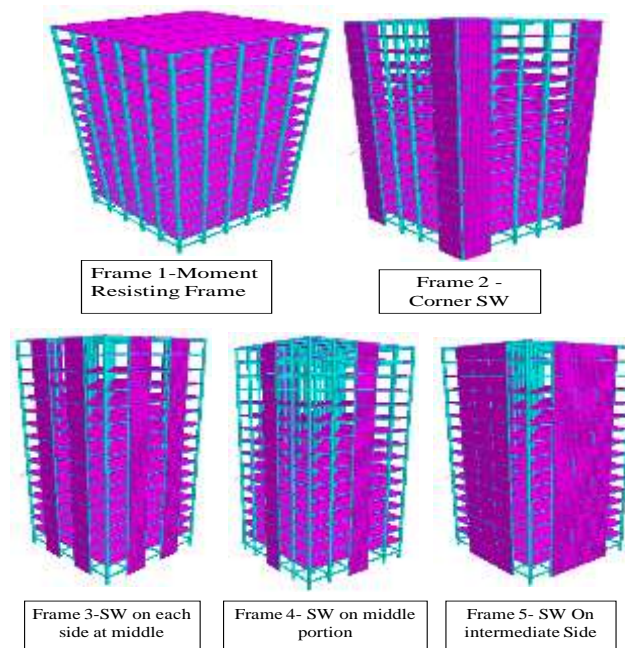 Frame 1-Moment
Resisting Frame
Frame 2 -
Corner SW
Frame 3-SW on each
side at middle
Frame 4- SW on middle
portion
Frame 5- SW On
intermediate Side